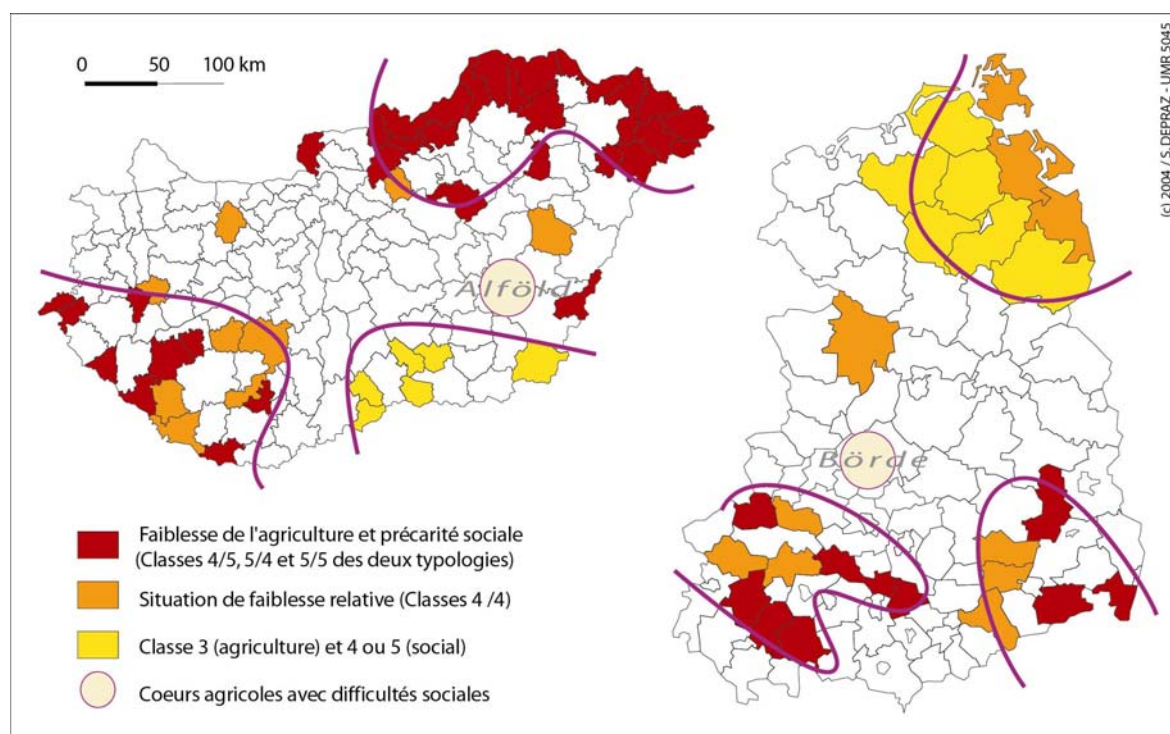 0 50 100 km
(c) 2004 / S.DEPRAZ - UMR 5045
Alföld
Börde
Faiblesse de l'agriculture et précarité sociale
(Classes 4/5, 5/4 et 5/5 des deux typologies)
Situation de faiblesse relative (Classes 4 /4)
Classe 3 (agriculture) et 4 ou 5 (social)
Coeurs agricoles avec difficultés sociales